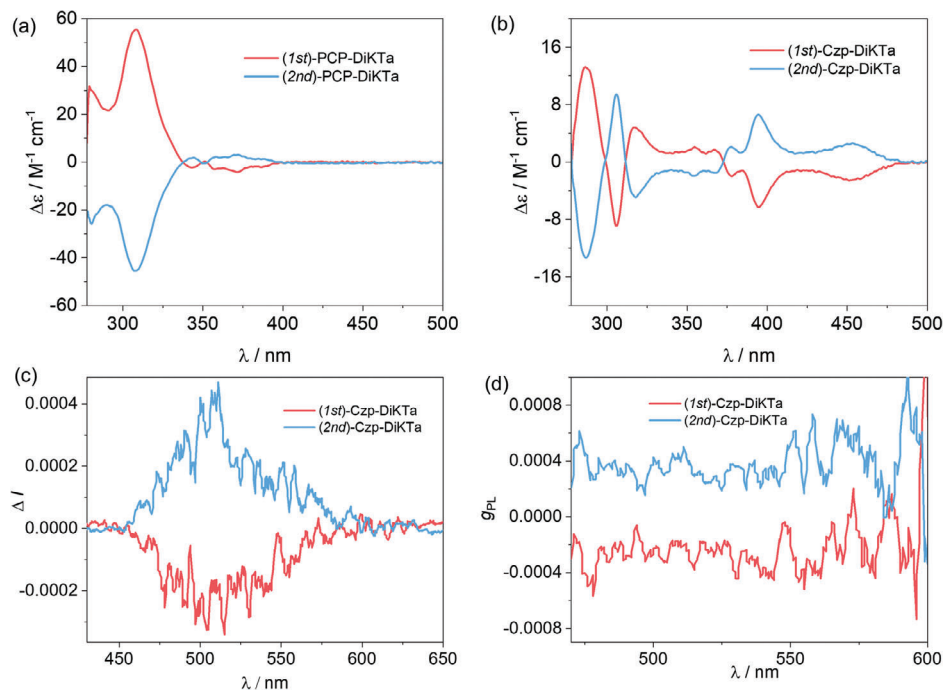 (a)
(1st)-PCP-DiKTa
(2nd)-PCP-DiKTa
Δε / M⁻¹ cm⁻¹
60
40
20
0
-20
-40
-60
300
350
400
450
500
λ / nm
(b)
(1st)-Czp-DiKTa
(2nd)-Czp-DiKTa
Δε / M⁻¹ cm⁻¹
16
8
0
-8
-16
300
350
400
450
500
λ / nm
(c)
(1st)-Czp-DiKTa
(2nd)-Czp-DiKTa
Δ I
0.0004
0.0002
0.0000
-0.0002
450
500
550
600
650
λ / nm
(d)
(1st)-Czp-DiKTa
(2nd)-Czp-DiKTa
gPL
0.0008
0.0004
0.0000
-0.0004
-0.0008
500
550
600
λ / nm